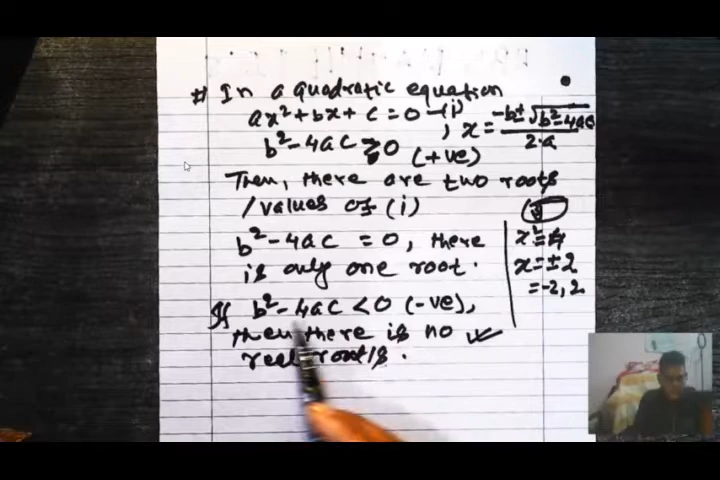 # In a quadratic equation
ax² + bx + c = 0 -(i)
, x = -b ± √b² - 4ac / 2·a
b² - 4ac > 0 (+ve)
Then, there are two roots
/values of (i)
b² - 4ac = 0, there
is only one root.
x² = 4
x = ± 2
= -2, 2
If b² - 4ac < 0 (-ve),
then there is no
real root/s.